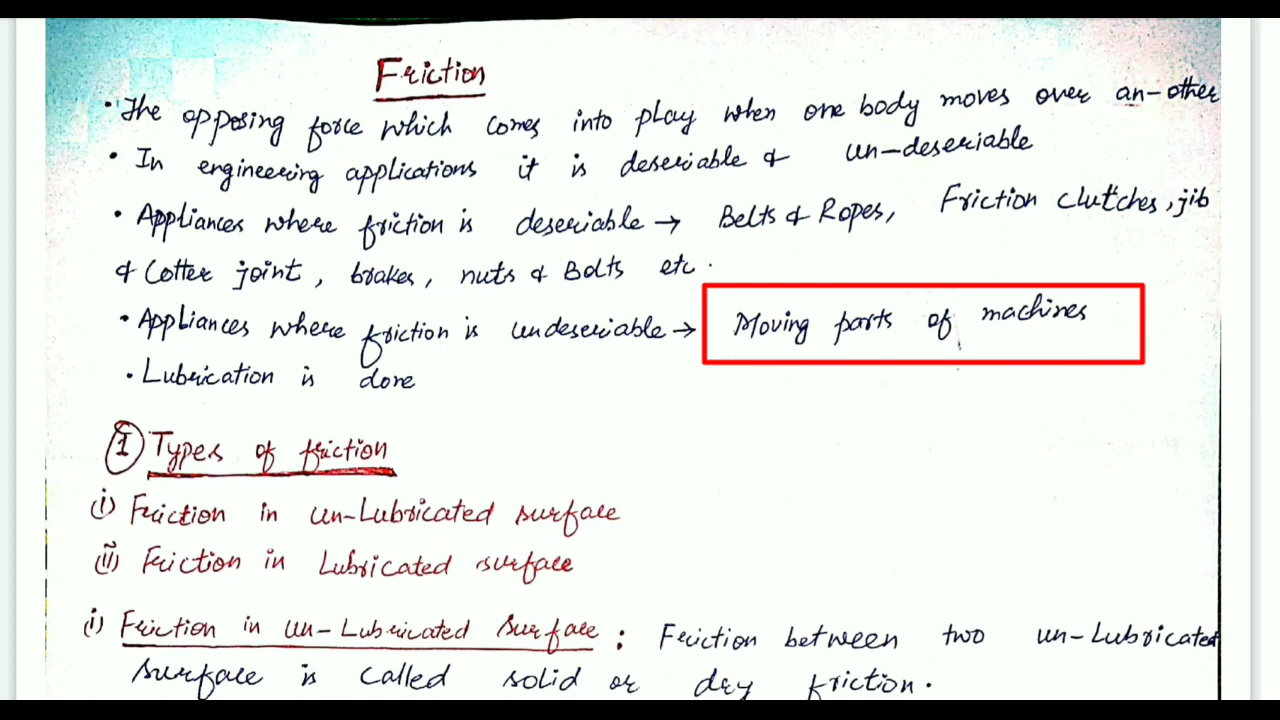 Friction
• The opposing force which comes into play when one body moves over an-other
• In engineering applications it is deseriable & un-deseriable
• Appliances where friction is deseriable → Belts & Ropes, Friction clutches, jib
& Cotter joint, brakes, nuts & Bolts etc.
• Appliances where friction is undeseriable → Moving parts of machines
• Lubrication is done
I Types of friction
(i) Friction in un-Lubricated surface
(ii) Friction in Lubricated surface
(i) Friction in un-Lubricated surface : Friction between two un-Lubricated
surface is called solid or dry friction.